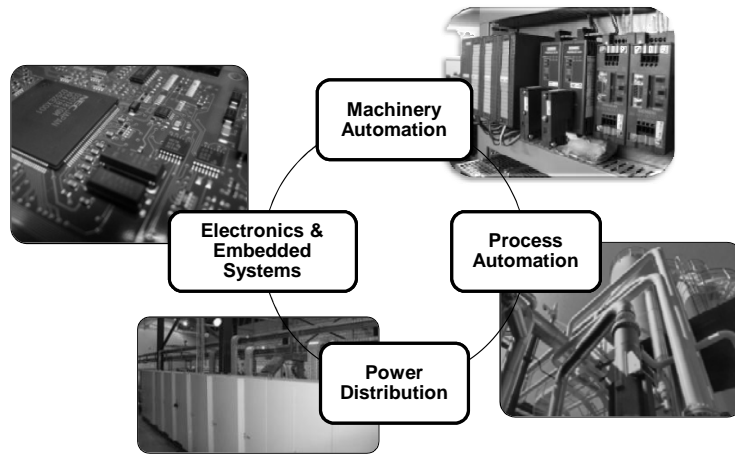 Machinery
Automation
Electronics &
Embedded
Systems
Process
Automation
Power
Distribution